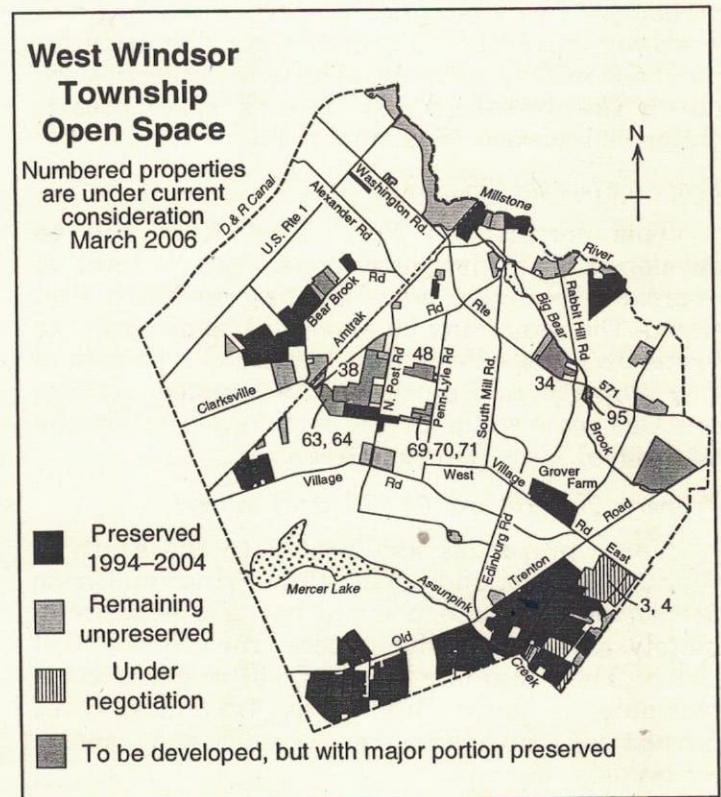 West Windsor
Township
Open Space
Numbered properties
are under current
consideration
March 2006
N
D & R Canal
U.S. Rte 1
Alexander Rd
Washington Rd.
Millstone
River
Bear Brook
Rd
Amtrak
Rd
Rte
Big Bear
Rabbit Hill Rd
38
N. Post Rd
48
Penn-Lyle Rd
South Mill Rd.
34
571
95
Brook
Clarksville
63, 64
69,70,71
Village
Rd
West
Village
Rd
Grover
Farm
Road
East
Edinburg Rd
Trenton
3, 4
Mercer Lake
Assunpink
Old
Creek
Preserved
1994–2004
Remaining
unpreserved
Under
negotiation
To be developed, but with major portion preserved